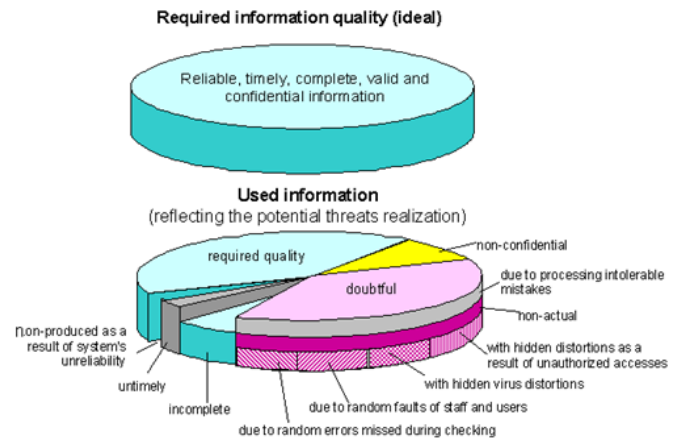 Required information quality (ideal)
Reliable, timely, complete, valid and
confidential information
Used information
(reflecting the potential threats realization)
required quality
non-confidential
doubtful
due to processing intolerable
mistakes
non-actual
non-produced as a
result of system's
unreliability
with hidden distortions as a
result of unauthorized accesses
untimely
with hidden virus distortions
incomplete
due to random faults of staff and users
due to random errors missed during checking